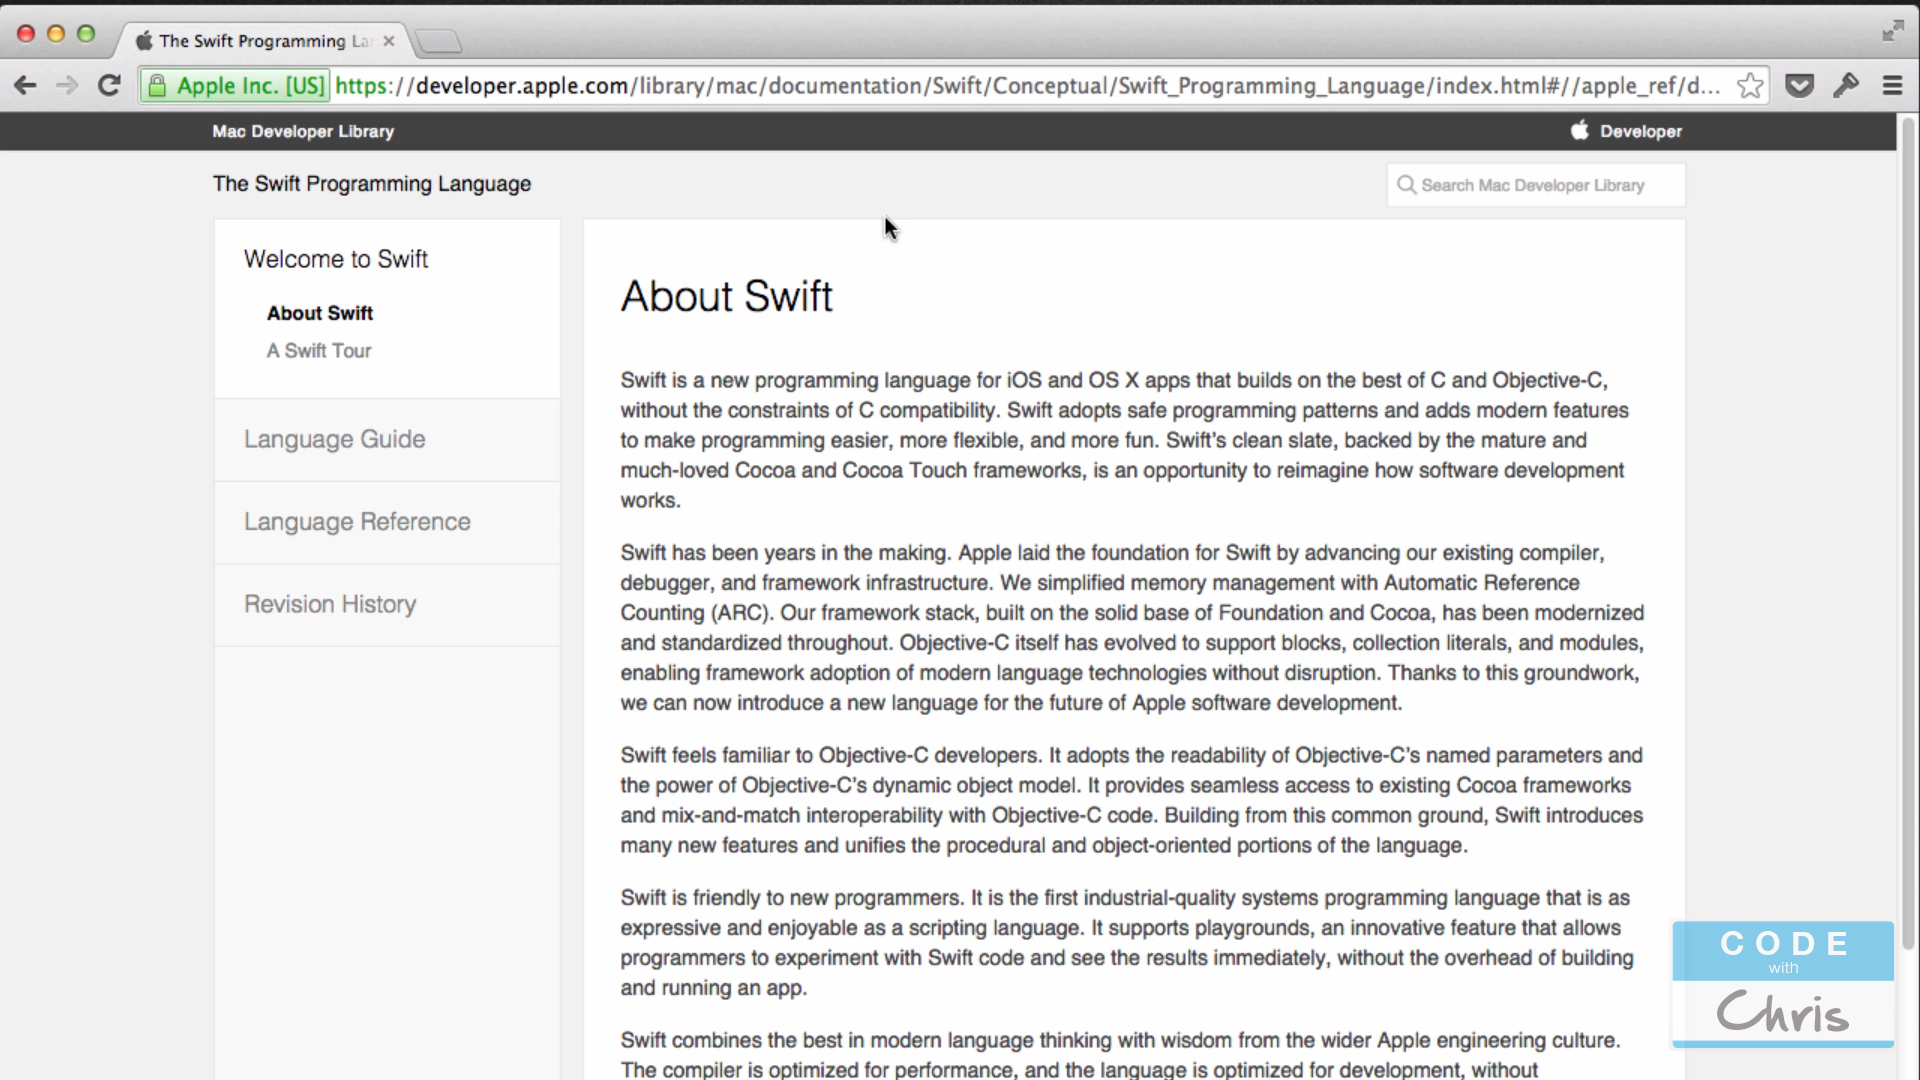 The Swift Programming La
Apple Inc. [US] https://developer.apple.com/library/mac/documentation/Swift/Conceptual/Swift_Programming_Language/index.html#//apple_ref/d...
Mac Developer Library
Developer
The Swift Programming Language
Search Mac Developer Library
Welcome to Swift
About Swift
A Swift Tour
Language Guide
Language Reference
Revision History
About Swift
Swift is a new programming language for iOS and OS X apps that builds on the best of C and Objective-C,
without the constraints of C compatibility. Swift adopts safe programming patterns and adds modern features
to make programming easier, more flexible, and more fun. Swift’s clean slate, backed by the mature and
much-loved Cocoa and Cocoa Touch frameworks, is an opportunity to reimagine how software development
works.
Swift has been years in the making. Apple laid the foundation for Swift by advancing our existing compiler,
debugger, and framework infrastructure. We simplified memory management with Automatic Reference
Counting (ARC). Our framework stack, built on the solid base of Foundation and Cocoa, has been modernized
and standardized throughout. Objective-C itself has evolved to support blocks, collection literals, and modules,
enabling framework adoption of modern language technologies without disruption. Thanks to this groundwork,
we can now introduce a new language for the future of Apple software development.
Swift feels familiar to Objective-C developers. It adopts the readability of Objective-C’s named parameters and
the power of Objective-C’s dynamic object model. It provides seamless access to existing Cocoa frameworks
and mix-and-match interoperability with Objective-C code. Building from this common ground, Swift introduces
many new features and unifies the procedural and object-oriented portions of the language.
Swift is friendly to new programmers. It is the first industrial-quality systems programming language that is as
expressive and enjoyable as a scripting language. It supports playgrounds, an innovative feature that allows
programmers to experiment with Swift code and see the results immediately, without the overhead of building
and running an app.
Swift combines the best in modern language thinking with wisdom from the wider Apple engineering culture.
The compiler is optimized for performance, and the language is optimized for development, without
CODE
with
Chris